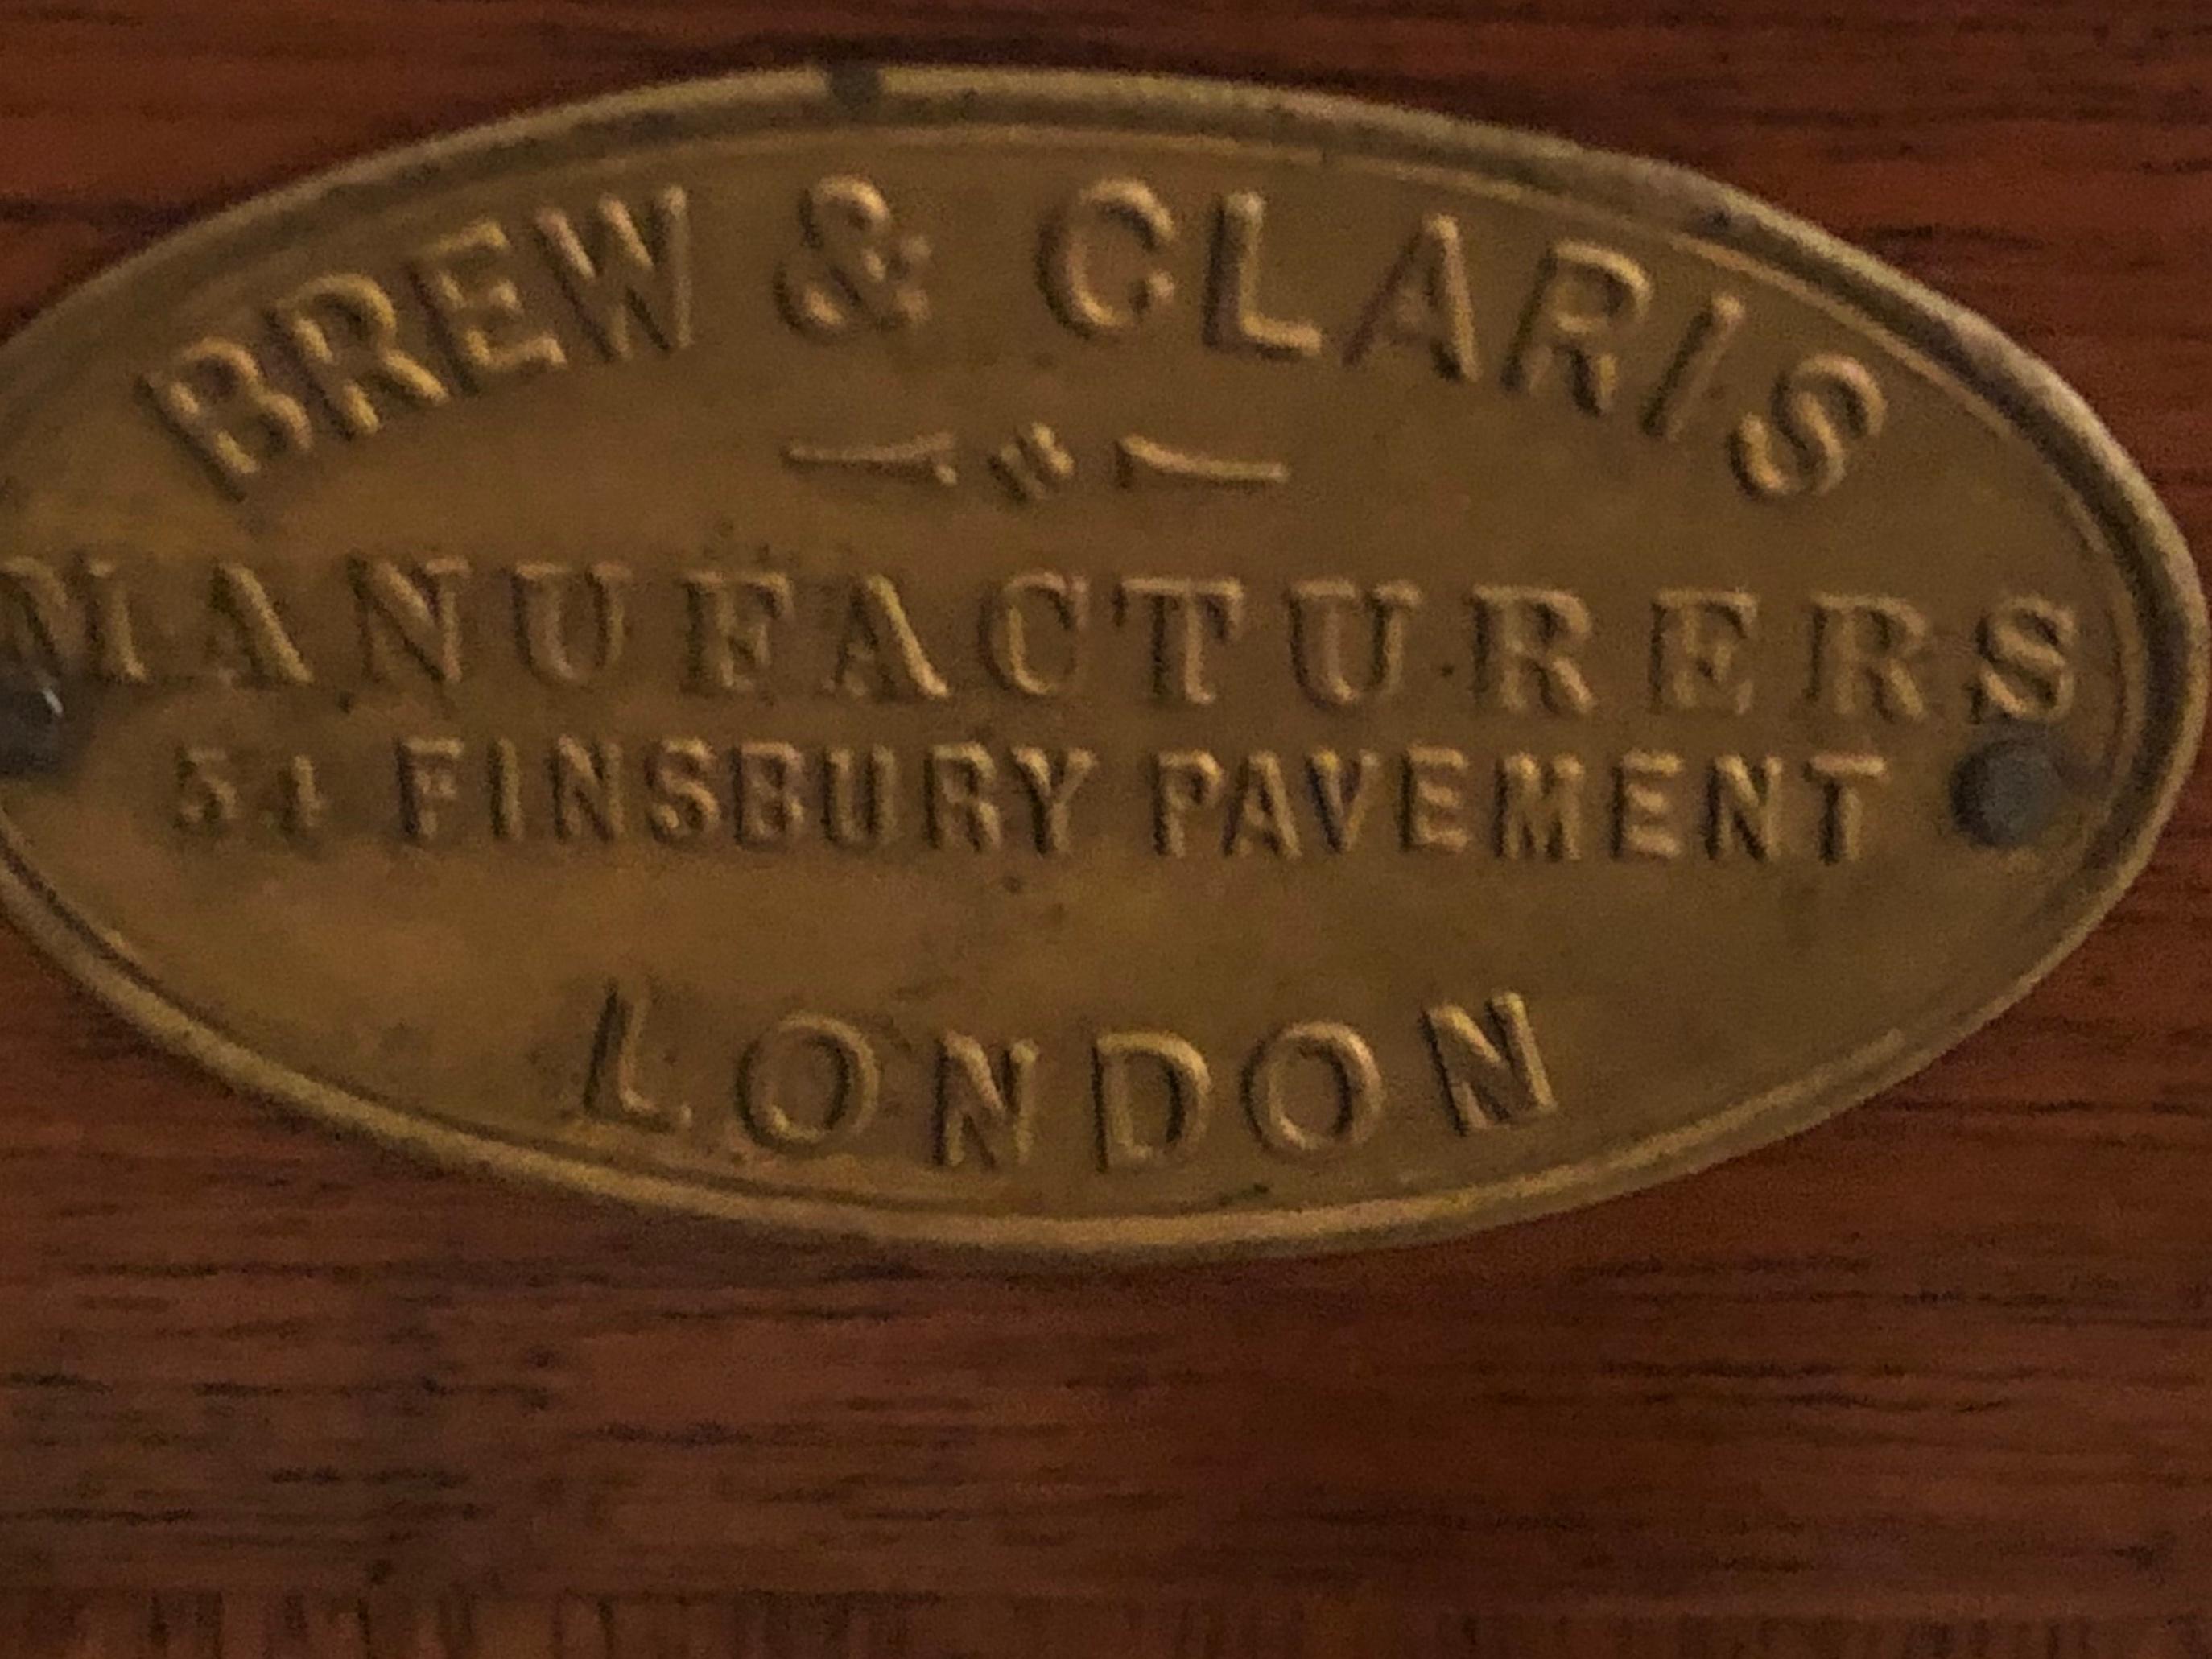 BREW & CLARIS
MANUFACTURERS
54 FINSBURY PAVEMENT
LONDON